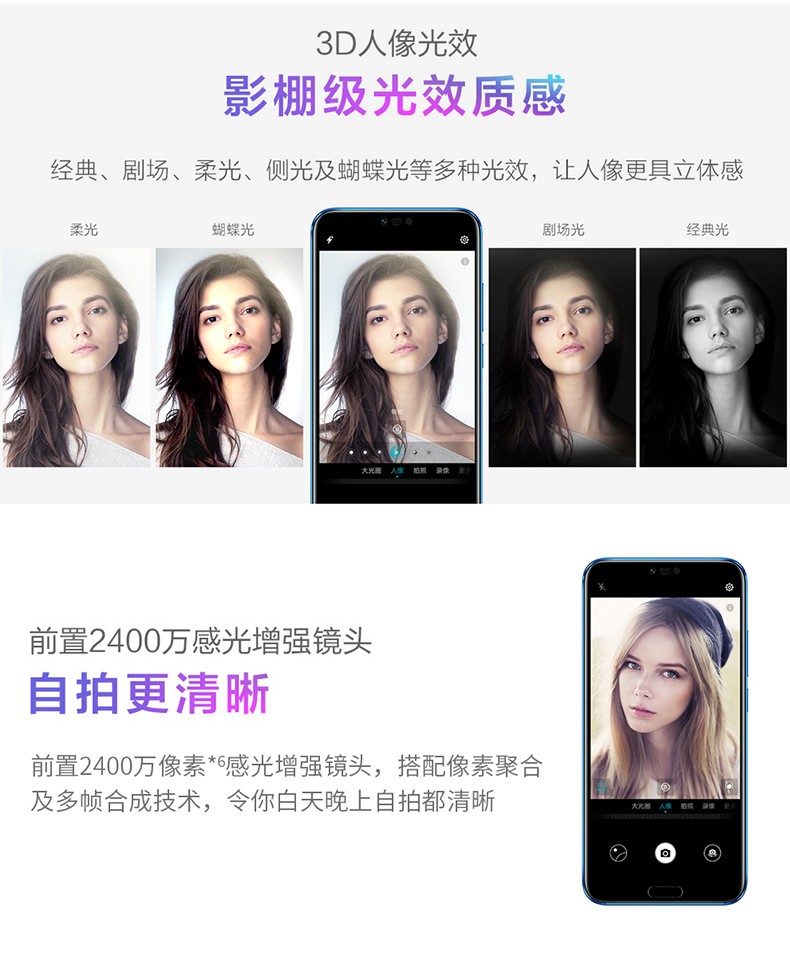 3D人像光效
影棚级光效质感
经典、剧场、柔光、侧光及蝴蝶光等多种光效，让人像更具立体感
柔光
蝴蝶光
剧场光
经典光
大光圈 人像 拍照 录像
前置2400万感光增强镜头
自拍更清晰
前置2400万像素*6感光增强镜头，搭配像素聚合
及多帧合成技术，令你白天晚上自拍都清晰
大光圈 人像 拍照 录像